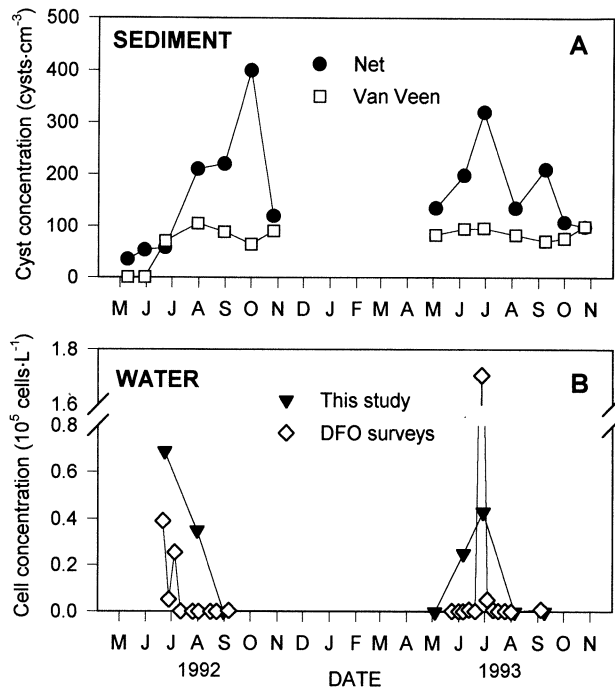 500
SEDIMENT
A
400
Net
Van Veen
300
200
100
0
Cyst concentration (cysts·cm⁻³)
M J J A S O N D J F M A M J J A S O N
1.8
WATER
B
1.6
This study
0.8
DFO surveys
0.6
0.4
0.2
0.0
Cell concentration (10⁵ cells·L⁻¹)
M J J A S O N D J F M A M J J A S O N
1992 DATE 1993